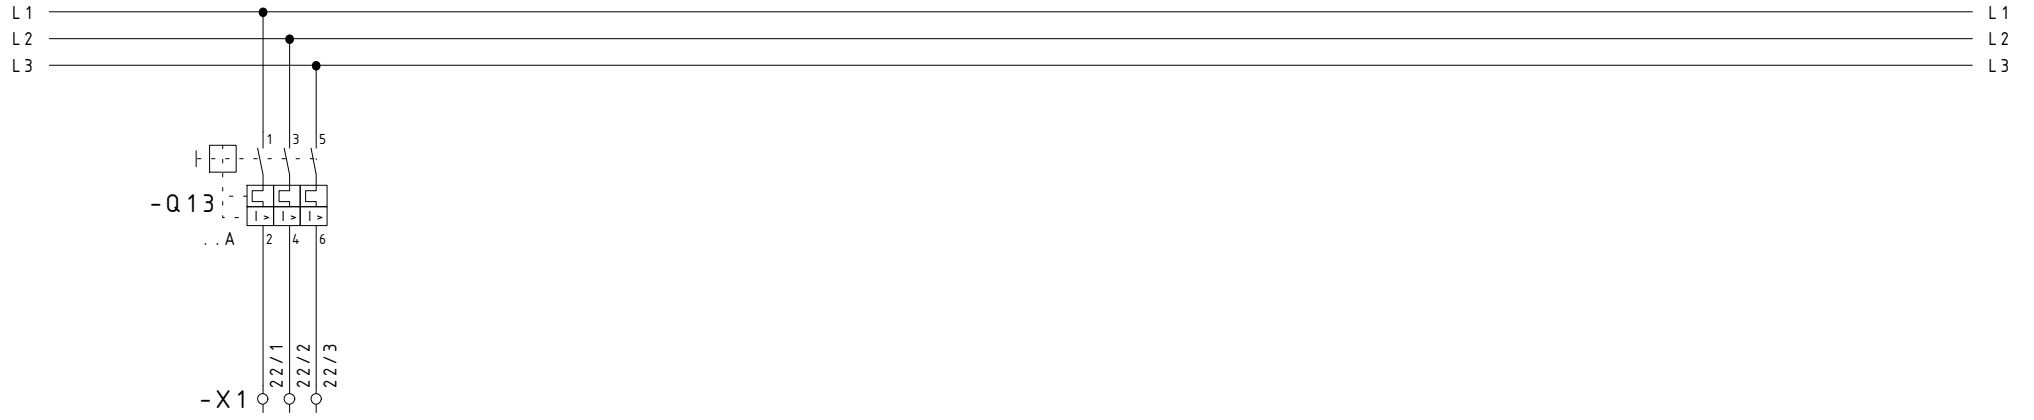 L1 L1
L2 L2
L3 L3
1 3 5
-Q13
I> I> I>
..A 2 4 6
22/1 22/2 22/3
-X1